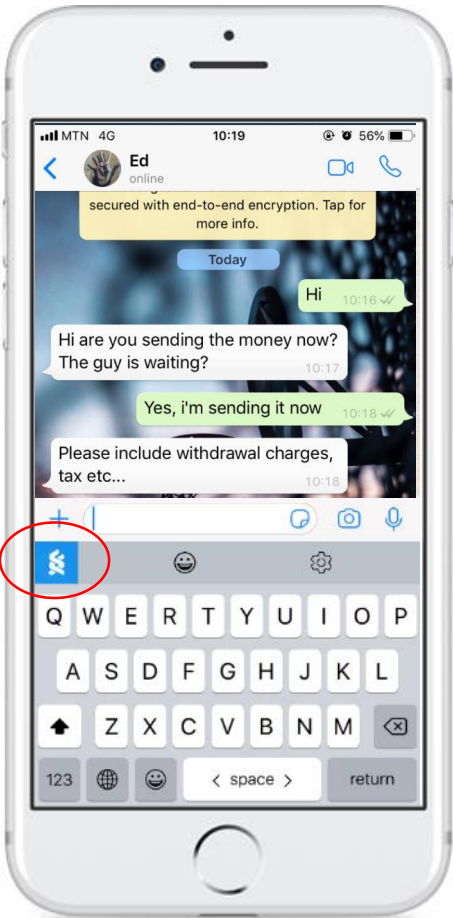 MTN 4G 10:19 56%
Ed
online
secured with end-to-end encryption. Tap for
more info.
Today
Hi 10:16
Hi are you sending the money now?
The guy is waiting? 10:17
Yes, i'm sending it now 10:18
Please include withdrawal charges,
tax etc... 10:18
Q W E R T Y U I O P
A S D F G H J K L
Z X C V B N M
123 < space > return